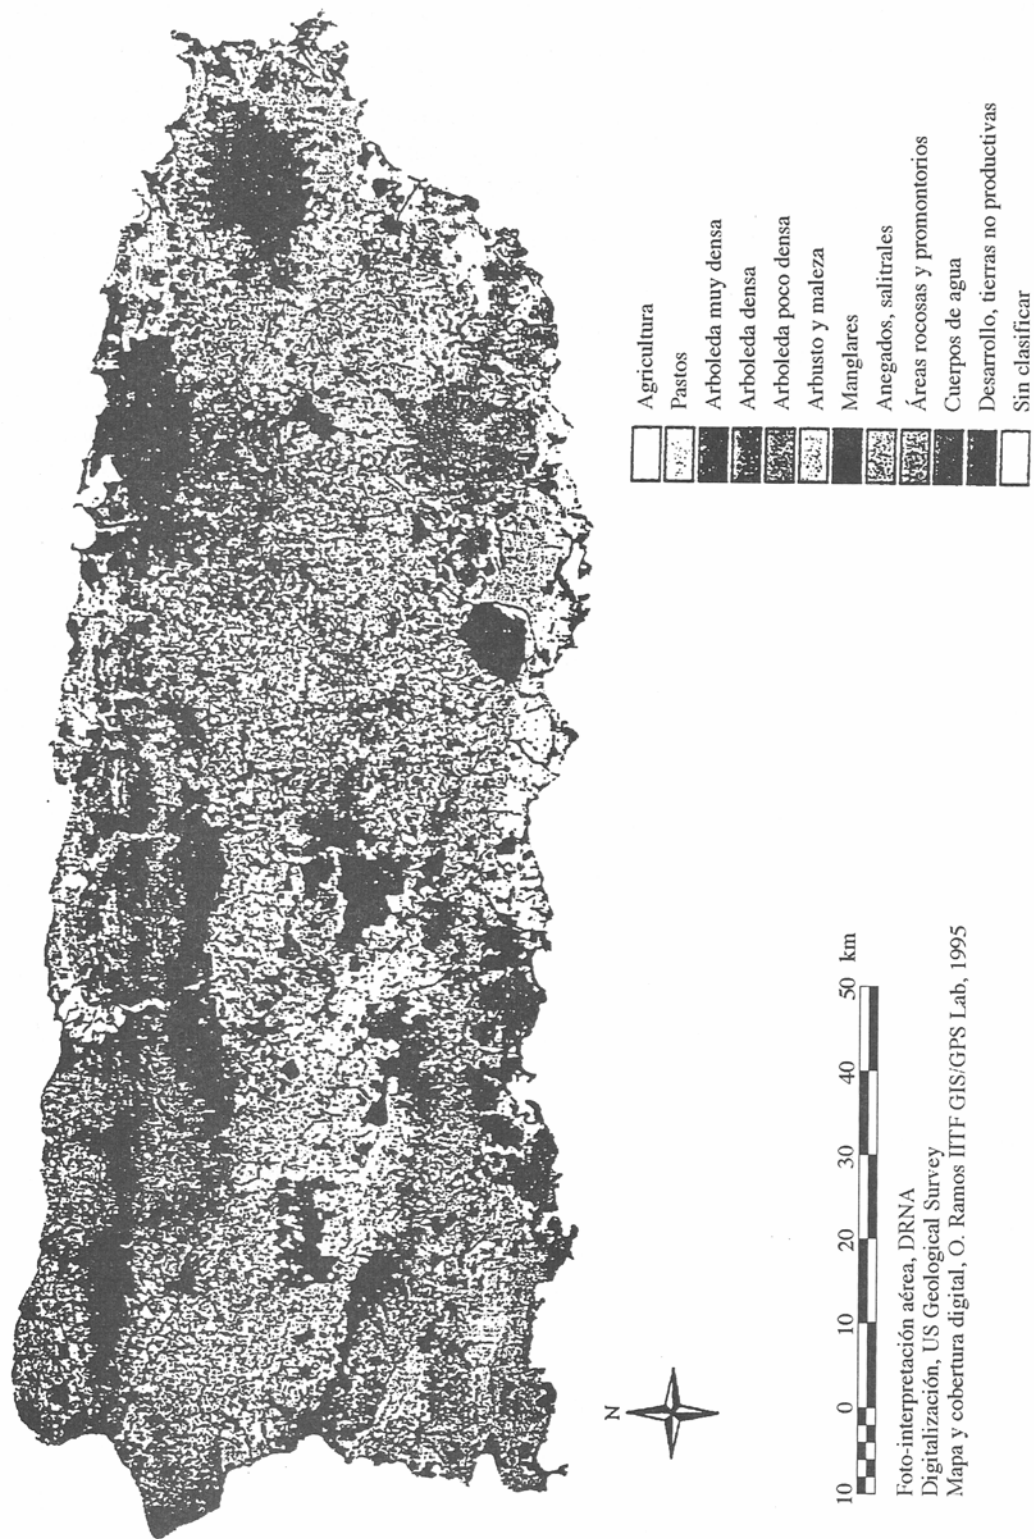 Agricultura
Pastos
Arboleda muy densa
Arboleda densa
Arboleda poco densa
Arbusto y maleza
Manglares
Anegados, salitrales
Áreas rocosas y promontorios
Cuerpos de agua
Desarrollo, tierras no productivas
Sin clasificar
N
10 0 10 20 30 40 50 km
Foto-interpretación aérea, DRNA
Digitalización, US Geological Survey
Mapa y cobertura digital, O. Ramos IITF GIS/GPS Lab, 1995